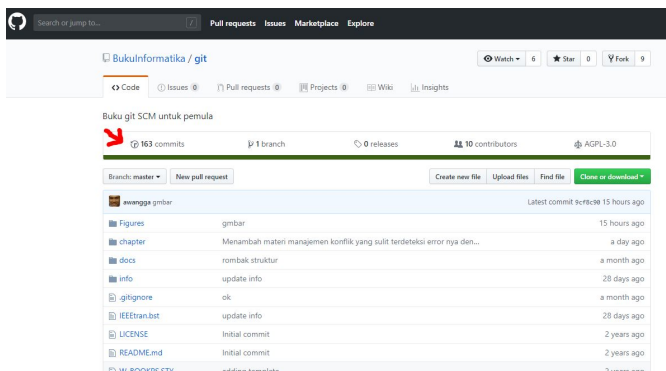 Search or jump to... / Pull requests Issues Marketplace Explore
BukuInformatika / git Watch 6 Star 0 Fork 9
Code Issues 0 Pull requests 0 Projects 0 Wiki Insights
Buku git SCM untuk pemula
163 commits 1 branch 0 releases 10 contributors AGPL-3.0
Branch: master New pull request Create new file Upload files Find file Clone or download
awangga gmbar Latest commit 9cf8c90 15 hours ago
Figures gmbar 15 hours ago
chapter Menambah materi manajemen konflik yang sulit terdeteksi error nya den... a day ago
docs rombak struktur a month ago
info update info 28 days ago
.gitignore ok a month ago
IEEEtran.bst update info 28 days ago
LICENSE Initial commit 2 years ago
README.md Initial commit 2 years ago
adding template 2 years ago